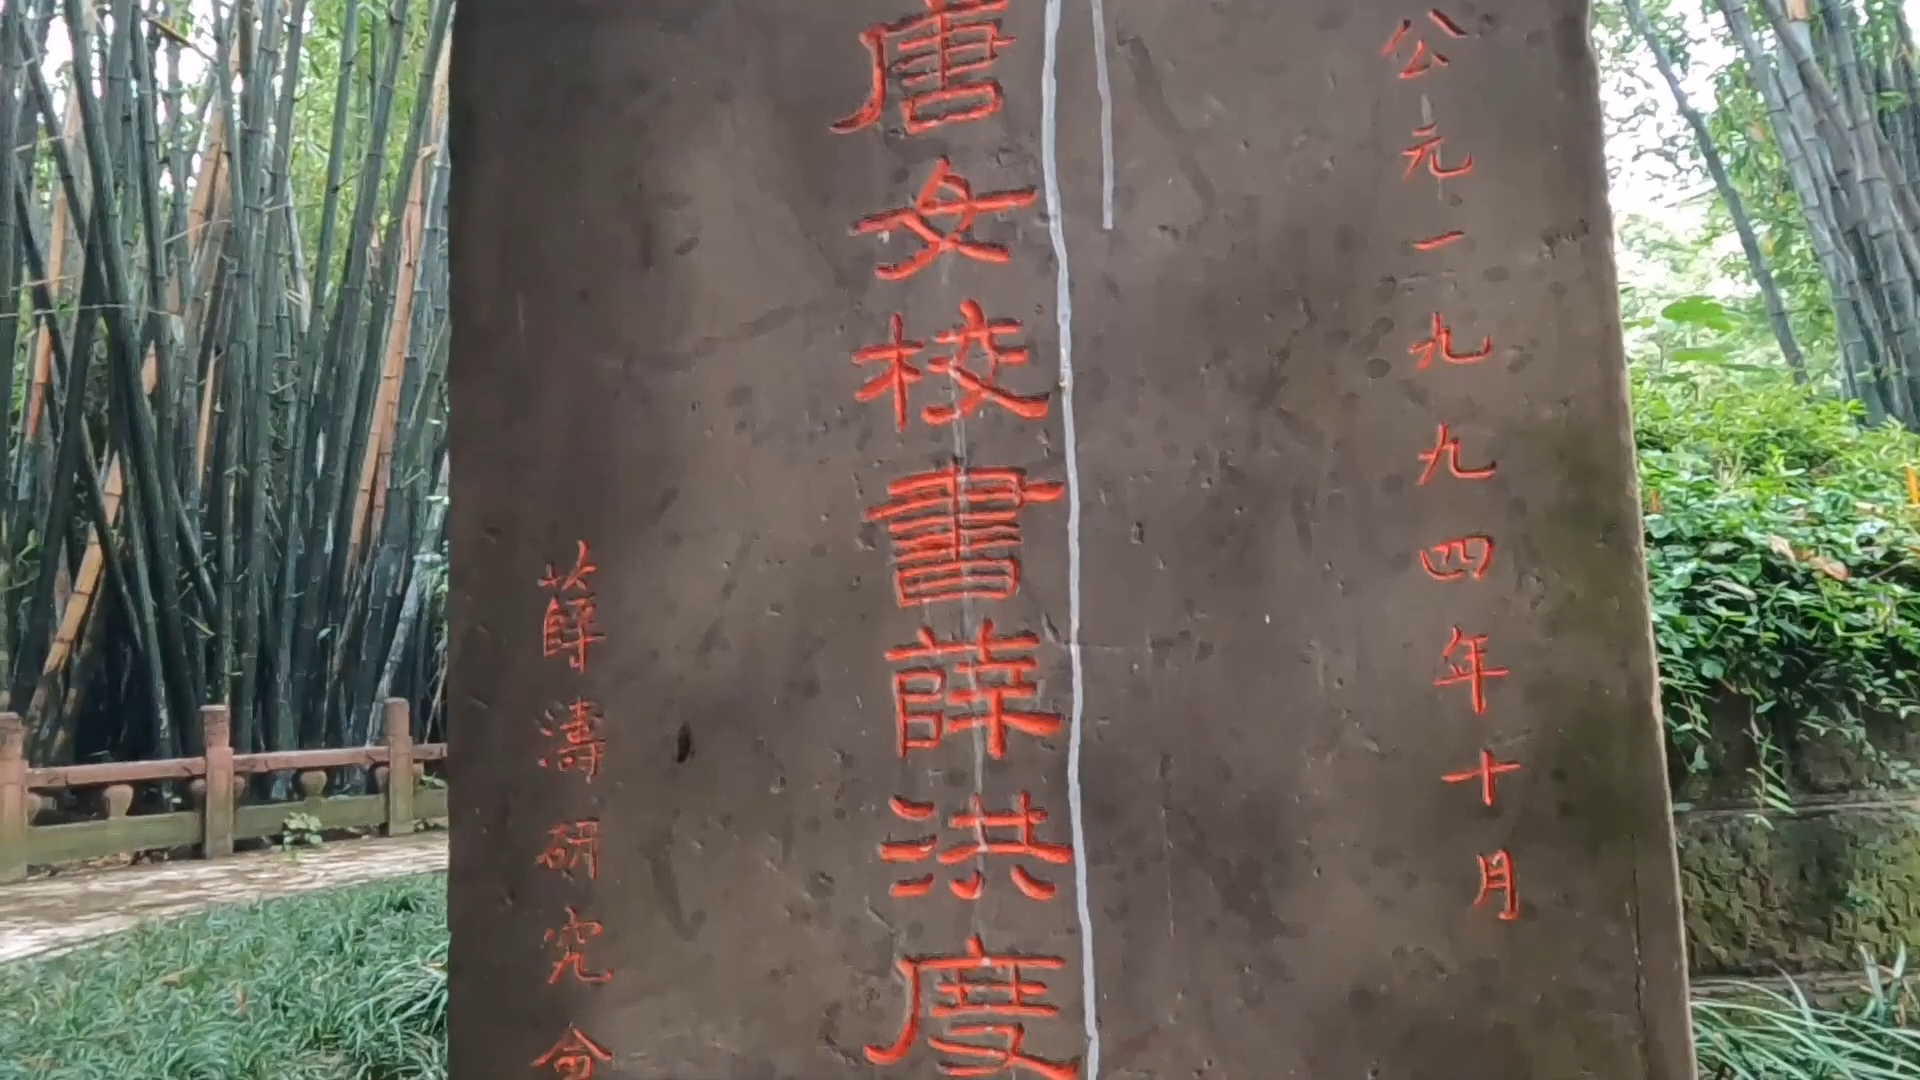 公元一九九四年十月
唐女校書薛洪度
薛濤研究会